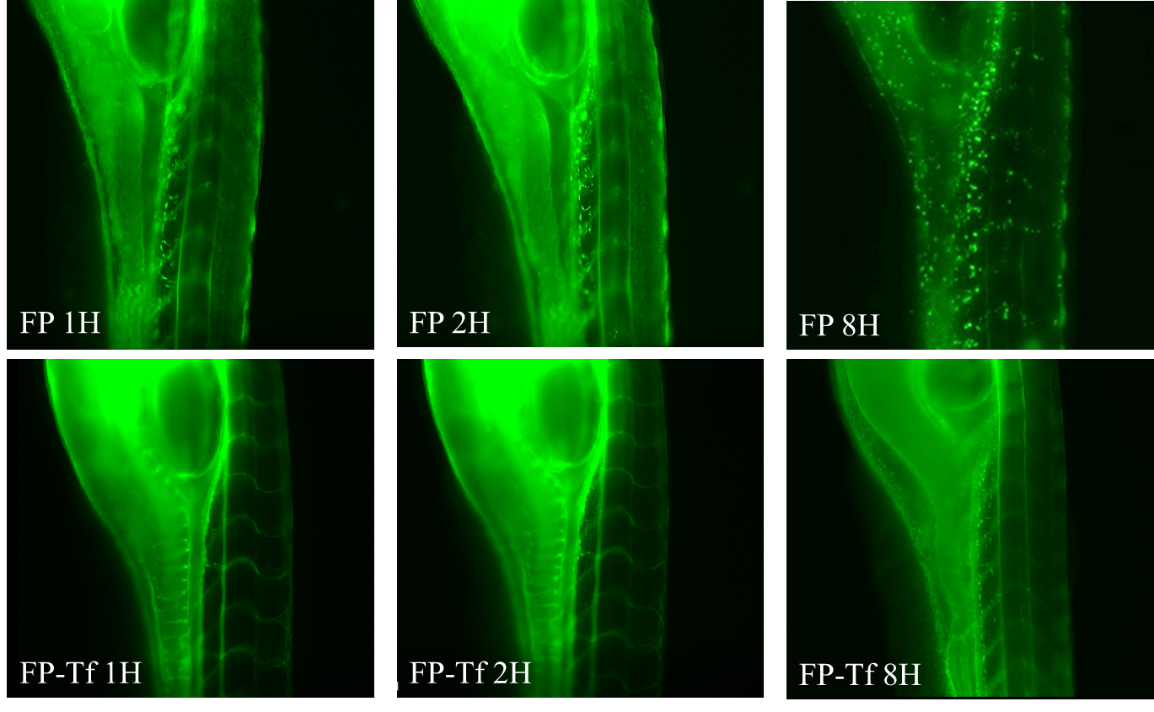 FP 1H
FP 2H
FP 8H
FP-Tf 1H
FP-Tf 2H
FP-Tf 8H